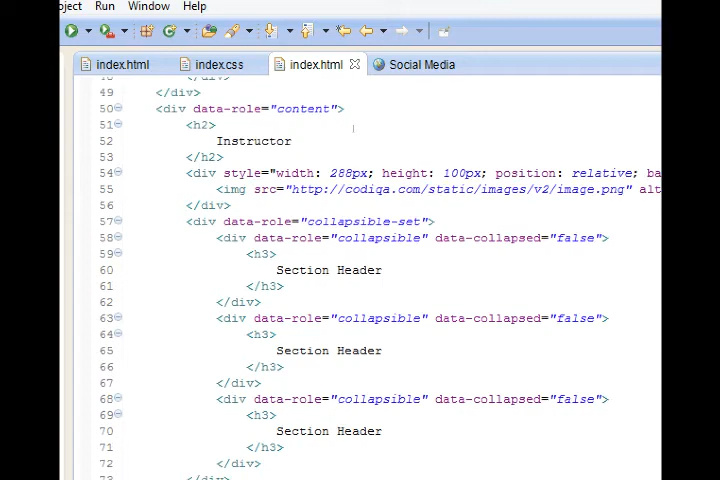 oject Run Window Help
index.html index.css index.html Social Media
48 </div>
49 </div>
50 <div data-role="content">
51 <h2>
52 Instructor
53 </h2>
54 <div style="width: 288px; height: 100px; position: relative; ba
55 <img src="http://codiqa.com/static/images/v2/image.png" alt
56 </div>
57 <div data-role="collapsible-set">
58 <div data-role="collapsible" data-collapsed="false">
59 <h3>
60 Section Header
61 </h3>
62 </div>
63 <div data-role="collapsible" data-collapsed="false">
64 <h3>
65 Section Header
66 </h3>
67 </div>
68 <div data-role="collapsible" data-collapsed="false">
69 <h3>
70 Section Header
71 </h3>
72 </div>
73 </div>